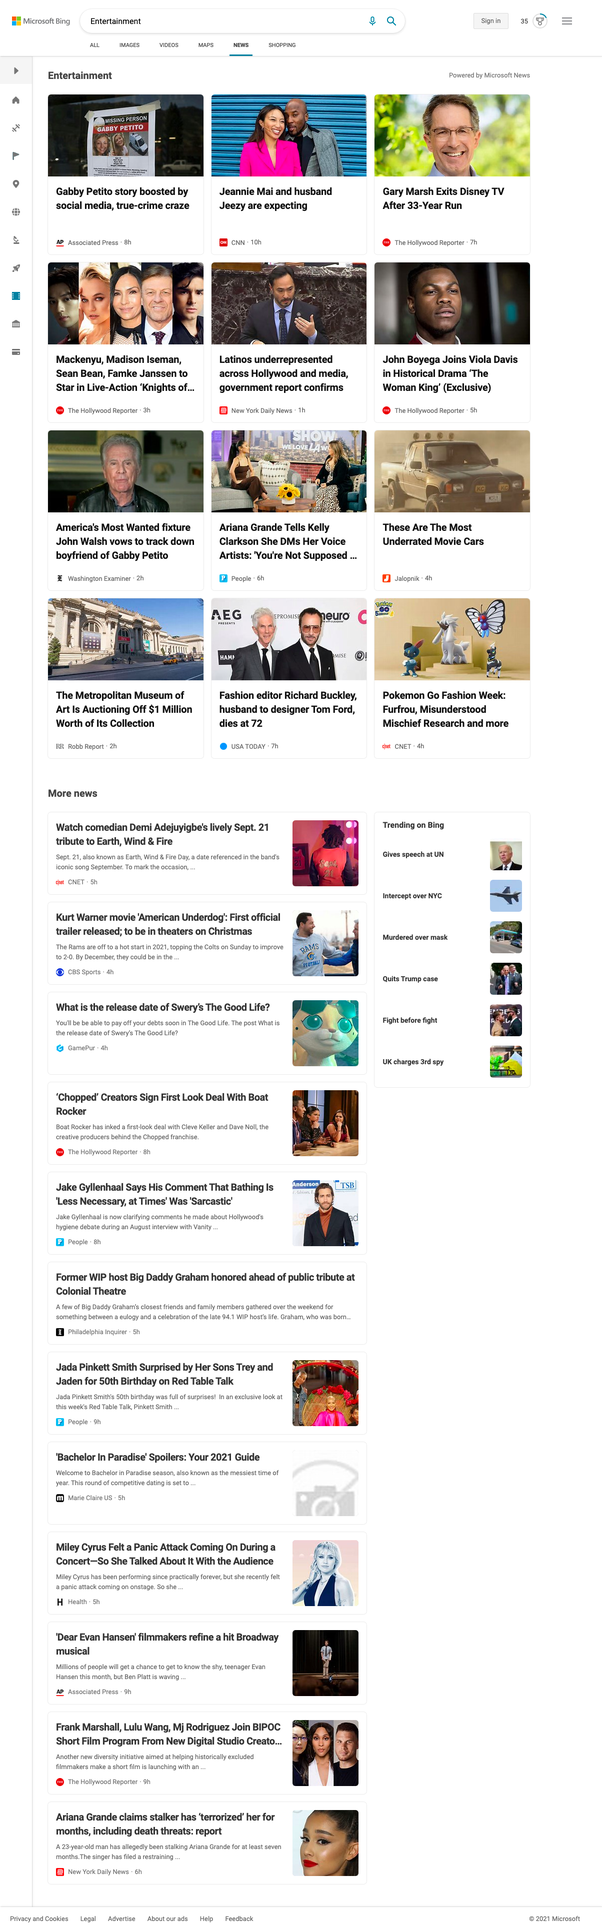 Microsoft Bing
Entertainment
Sign in
35
ALL
IMAGES
VIDEOS
MAPS
NEWS
SHOPPING
Entertainment
Powered by Microsoft News
MISSING PERSON
GABBY PETITO
Gabby Petito story boosted by
social media, true-crime craze
AP Associated Press · 8h
Jeannie Mai and husband
Jeezy are expecting
CNN · 10h
Gary Marsh Exits Disney TV
After 33-Year Run
The Hollywood Reporter · 7h
Mackenyu, Madison Iseman,
Sean Bean, Famke Janssen to
Star in Live-Action ‘Knights of...
The Hollywood Reporter · 3h
Latinos underrepresented
across Hollywood and media,
government report confirms
New York Daily News · 1h
John Boyega Joins Viola Davis
in Historical Drama ‘The
Woman King’ (Exclusive)
The Hollywood Reporter · 5h
America's Most Wanted fixture
John Walsh vows to track down
boyfriend of Gabby Petito
Washington Examiner · 2h
SHOW
WE LOVE LA
Ariana Grande Tells Kelly
Clarkson She DMs Her Voice
Artists: 'You're Not Supposed ...
People · 6h
These Are The Most
Underrated Movie Cars
Jalopnik · 4h
The Metropolitan Museum of
Art Is Auctioning Off $1 Million
Worth of Its Collection
Robb Report · 2h
AEG
PRESENTS
PROMISE
neuro
HAMM
Fashion editor Richard Buckley,
husband to designer Tom Ford,
dies at 72
USA TODAY · 7h
Pokemon Go Fashion Week:
Furfrou, Misunderstood
Mischief Research and more
CNET · 4h
More news
Watch comedian Demi Adejuyigbe's lively Sept. 21
tribute to Earth, Wind & Fire
Sept. 21, also known as Earth, Wind & Fire Day, a date referenced in the band's
iconic song September. To mark the occasion, ...
CNET · 5h
Kurt Warner movie 'American Underdog': First official
trailer released; to be in theaters on Christmas
The Rams are off to a hot start in 2021, topping the Colts on Sunday to improve
to 2-0. By December, they could be in the ...
CBS Sports · 4h
RAMS
What is the release date of Swery’s The Good Life?
You'll be be able to pay off your debts soon in The Good Life. The post What is
the release date of Swery’s The Good Life?
GamePur · 4h
‘Chopped’ Creators Sign First Look Deal With Boat
Rocker
Boat Rocker has inked a first-look deal with Cleve Keller and Dave Noll, the
creative producers behind the Chopped franchise.
The Hollywood Reporter · 8h
Jake Gyllenhaal Says His Comment That Bathing Is
'Less Necessary, at Times' Was 'Sarcastic'
Jake Gyllenhaal is now clarifying comments he made about Hollywood's
hygiene debate during an August interview with Vanity ...
People · 8h
Anderson
TSB
Former WIP host Big Daddy Graham honored ahead of public tribute at
Colonial Theatre
A few of Big Daddy Graham's closest friends and family members gathered over the weekend for
something between a eulogy and a celebration of the late 94.1 WIP host's life. Graham, who was born...
Philadelphia Inquirer · 5h
Jada Pinkett Smith Surprised by Her Sons Trey and
Jaden for 50th Birthday on Red Table Talk
Jada Pinkett Smith's 50th birthday was full of surprises! In an exclusive look at
this week's Red Table Talk, Pinkett Smith ...
People · 9h
'Bachelor In Paradise' Spoilers: Your 2021 Guide
Welcome to Bachelor in Paradise season, also known as the messiest time of
year. This round of competitive dating is set to ...
Marie Claire US · 5h
Miley Cyrus Felt a Panic Attack Coming On During a
Concert—So She Talked About It With the Audience
Miley Cyrus has been performing since practically forever, but she recently felt
a panic attack coming on onstage. So she ...
Health · 5h
'Dear Evan Hansen' filmmakers refine a hit Broadway
musical
Millions of people will get a chance to get to know the shy, teenager Evan
Hansen this month, but Ben Platt is waving ...
AP Associated Press · 9h
Frank Marshall, Lulu Wang, Mj Rodriguez Join BIPOC
Short Film Program From New Digital Studio Creato...
Another new diversity initiative aimed at helping historically excluded
filmmakers make a short film is launching with an ...
The Hollywood Reporter · 9h
Ariana Grande claims stalker has ‘terrorized’ her for
months, including death threats: report
A 23-year-old man has allegedly been stalking Ariana Grande for at least seven
months.The singer has filed a restraining ...
New York Daily News · 6h
Trending on Bing
Gives speech at UN
Intercept over NYC
Murdered over mask
Quits Trump case
Fight before fight
UK charges 3rd spy
Privacy and Cookies
Legal
Advertise
About our ads
Help
Feedback
© 2021 Microsoft